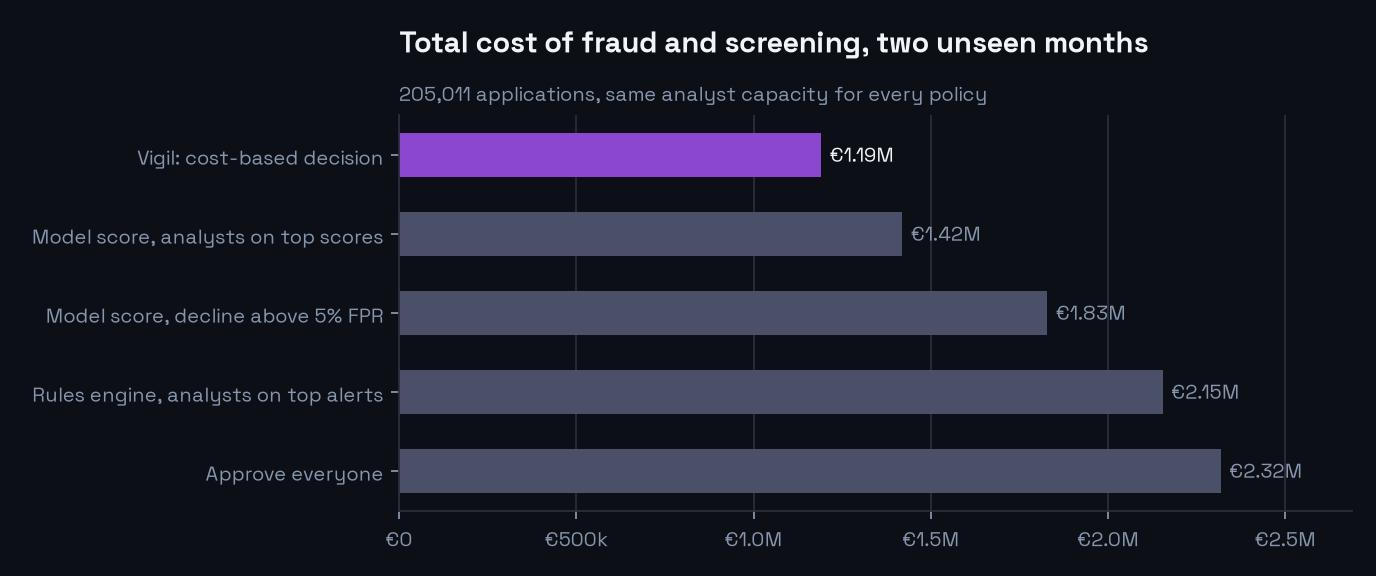 Total cost of fraud and screening, two unseen months
205,011 applications, same analyst capacity for every policy
Vigil: cost-based decision €1.19M
Model score, analysts on top scores €1.42M
Model score, decline above 5% FPR €1.83M
Rules engine, analysts on top alerts €2.15M
Approve everyone €2.32M
€0 €500k €1.0M €1.5M €2.0M €2.5M